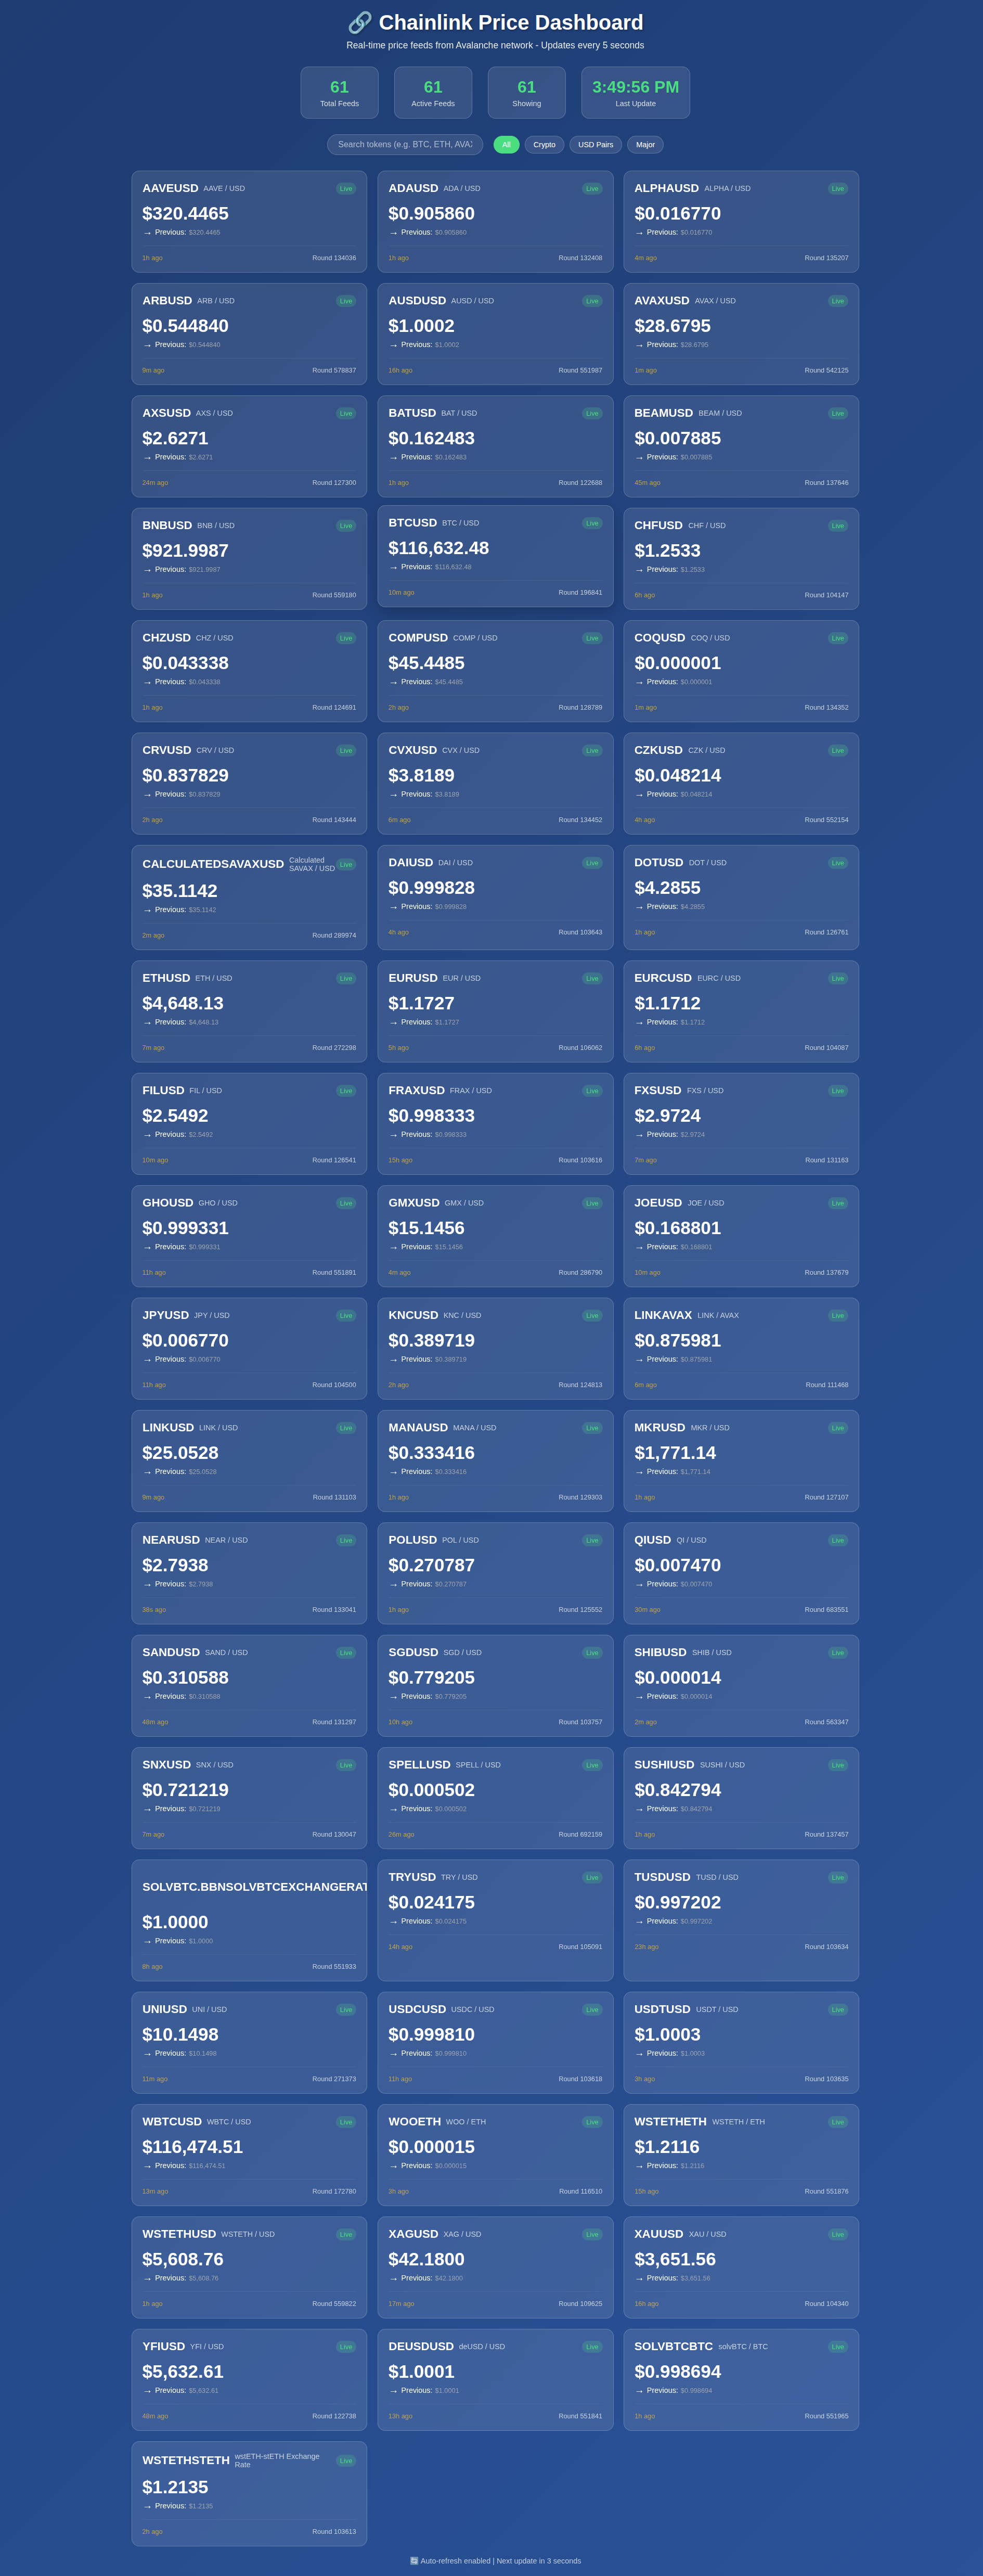 🔗 Chainlink Price Dashboard
Real-time price feeds from Avalanche network - Updates every 5 seconds
61
Total Feeds
61
Active Feeds
61
Showing
3:49:56 PM
Last Update
Search tokens (e.g. BTC, ETH, AVAX
All Crypto USD Pairs Major
AAVEUSD AAVE / USD Live
$320.4465
→ Previous: $320.4465
1h ago Round 134036
ADAUSD ADA / USD Live
$0.905860
→ Previous: $0.905860
1h ago Round 132408
ALPHAUSD ALPHA / USD Live
$0.016770
→ Previous: $0.016770
4m ago Round 135207
ARBUSD ARB / USD Live
$0.544840
→ Previous: $0.544840
9m ago Round 578837
AUSDUSD AUSD / USD Live
$1.0002
→ Previous: $1.0002
16h ago Round 551987
AVAXUSD AVAX / USD Live
$28.6795
→ Previous: $28.6795
1m ago Round 542125
AXSUSD AXS / USD Live
$2.6271
→ Previous: $2.6271
24m ago Round 127300
BATUSD BAT / USD Live
$0.162483
→ Previous: $0.162483
1h ago Round 122688
BEAMUSD BEAM / USD Live
$0.007885
→ Previous: $0.007885
45m ago Round 137646
BNBUSD BNB / USD Live
$921.9987
→ Previous: $921.9987
1h ago Round 559180
BTCUSD BTC / USD Live
$116,632.48
→ Previous: $116,632.48
10m ago Round 196841
CHFUSD CHF / USD Live
$1.2533
→ Previous: $1.2533
6h ago Round 104147
CHZUSD CHZ / USD Live
$0.043338
→ Previous: $0.043338
1h ago Round 124691
COMPUSD COMP / USD Live
$45.4485
→ Previous: $45.4485
2h ago Round 128789
COQUSD COQ / USD Live
$0.000001
→ Previous: $0.000001
1m ago Round 134352
CRVUSD CRV / USD Live
$0.837829
→ Previous: $0.837829
2h ago Round 143444
CVXUSD CVX / USD Live
$3.8189
→ Previous: $3.8189
6m ago Round 134452
CZKUSD CZK / USD Live
$0.048214
→ Previous: $0.048214
4h ago Round 552154
CALCULATEDSAVAXUSD Calculated SAVAX / USD Live
$35.1142
→ Previous: $35.1142
2m ago Round 289974
DAIUSD DAI / USD Live
$0.999828
→ Previous: $0.999828
4h ago Round 103643
DOTUSD DOT / USD Live
$4.2855
→ Previous: $4.2855
1h ago Round 126761
ETHUSD ETH / USD Live
$4,648.13
→ Previous: $4,648.13
7m ago Round 272298
EURUSD EUR / USD Live
$1.1727
→ Previous: $1.1727
5h ago Round 106062
EURCUSD EURC / USD Live
$1.1712
→ Previous: $1.1712
6h ago Round 104087
FILUSD FIL / USD Live
$2.5492
→ Previous: $2.5492
10m ago Round 126541
FRAXUSD FRAX / USD Live
$0.998333
→ Previous: $0.998333
15h ago Round 103616
FXSUSD FXS / USD Live
$2.9724
→ Previous: $2.9724
7m ago Round 131163
GHOUSD GHO / USD Live
$0.999331
→ Previous: $0.999331
11h ago Round 551891
GMXUSD GMX / USD Live
$15.1456
→ Previous: $15.1456
4m ago Round 286790
JOEUSD JOE / USD Live
$0.168801
→ Previous: $0.168801
10m ago Round 137679
JPYUSD JPY / USD Live
$0.006770
→ Previous: $0.006770
11h ago Round 104500
KNCUSD KNC / USD Live
$0.389719
→ Previous: $0.389719
2h ago Round 124813
LINKAVAX LINK / AVAX Live
$0.875981
→ Previous: $0.875981
6m ago Round 111468
LINKUSD LINK / USD Live
$25.0528
→ Previous: $25.0528
9m ago Round 131103
MANAUSD MANA / USD Live
$0.333416
→ Previous: $0.333416
1h ago Round 129303
MKRUSD MKR / USD Live
$1,771.14
→ Previous: $1,771.14
1h ago Round 127107
NEARUSD NEAR / USD Live
$2.7938
→ Previous: $2.7938
38s ago Round 133041
POLUSD POL / USD Live
$0.270787
→ Previous: $0.270787
1h ago Round 125552
QIUSD QI / USD Live
$0.007470
→ Previous: $0.007470
30m ago Round 683551
SANDUSD SAND / USD Live
$0.310588
→ Previous: $0.310588
48m ago Round 131297
SGDUSD SGD / USD Live
$0.779205
→ Previous: $0.779205
10h ago Round 103757
SHIBUSD SHIB / USD Live
$0.000014
→ Previous: $0.000014
2m ago Round 563347
SNXUSD SNX / USD Live
$0.721219
→ Previous: $0.721219
7m ago Round 130047
SPELLUSD SPELL / USD Live
$0.000502
→ Previous: $0.000502
26m ago Round 692159
SUSHIUSD SUSHI / USD Live
$0.842794
→ Previous: $0.842794
1h ago Round 137457
SOLVBTC.BBNSOLVBTCEXCHANGERAT
$1.0000
→ Previous: $1.0000
8h ago Round 551933
TRYUSD TRY / USD Live
$0.024175
→ Previous: $0.024175
14h ago Round 105091
TUSDUSD TUSD / USD Live
$0.997202
→ Previous: $0.997202
23h ago Round 103634
UNIUSD UNI / USD Live
$10.1498
→ Previous: $10.1498
11m ago Round 271373
USDCUSD USDC / USD Live
$0.999810
→ Previous: $0.999810
11h ago Round 103618
USDTUSD USDT / USD Live
$1.0003
→ Previous: $1.0003
3h ago Round 103635
WBTCUSD WBTC / USD Live
$116,474.51
→ Previous: $116,474.51
13m ago Round 172780
WOOETH WOO / ETH Live
$0.000015
→ Previous: $0.000015
3h ago Round 116510
WSTETHETH WSTETH / ETH Live
$1.2116
→ Previous: $1.2116
15h ago Round 551876
WSTETHUSD WSTETH / USD Live
$5,608.76
→ Previous: $5,608.76
1h ago Round 559822
XAGUSD XAG / USD Live
$42.1800
→ Previous: $42.1800
17m ago Round 109625
XAUUSD XAU / USD Live
$3,651.56
→ Previous: $3,651.56
16h ago Round 104340
YFIUSD YFI / USD Live
$5,632.61
→ Previous: $5,632.61
48m ago Round 122738
DEUSDUSD deUSD / USD Live
$1.0001
→ Previous: $1.0001
13h ago Round 551841
SOLVBTCBTC solvBTC / BTC Live
$0.998694
→ Previous: $0.998694
1h ago Round 551965
WSTETHSTETH wstETH-stETH Exchange Rate Live
$1.2135
→ Previous: $1.2135
2h ago Round 103613
🔄 Auto-refresh enabled | Next update in 3 seconds